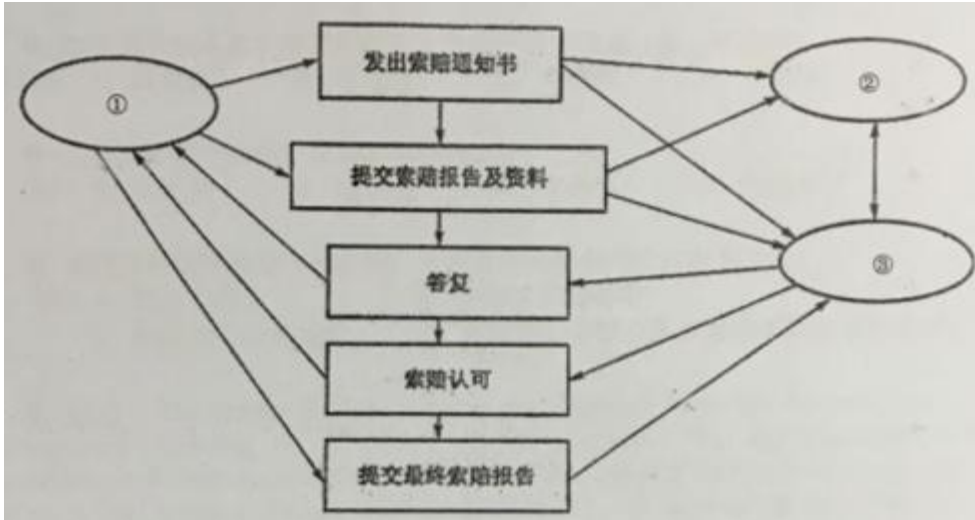 发出索赔通知书
①
②
提交索赔报告及资料
答复
③
索赔认可
提交最终索赔报告